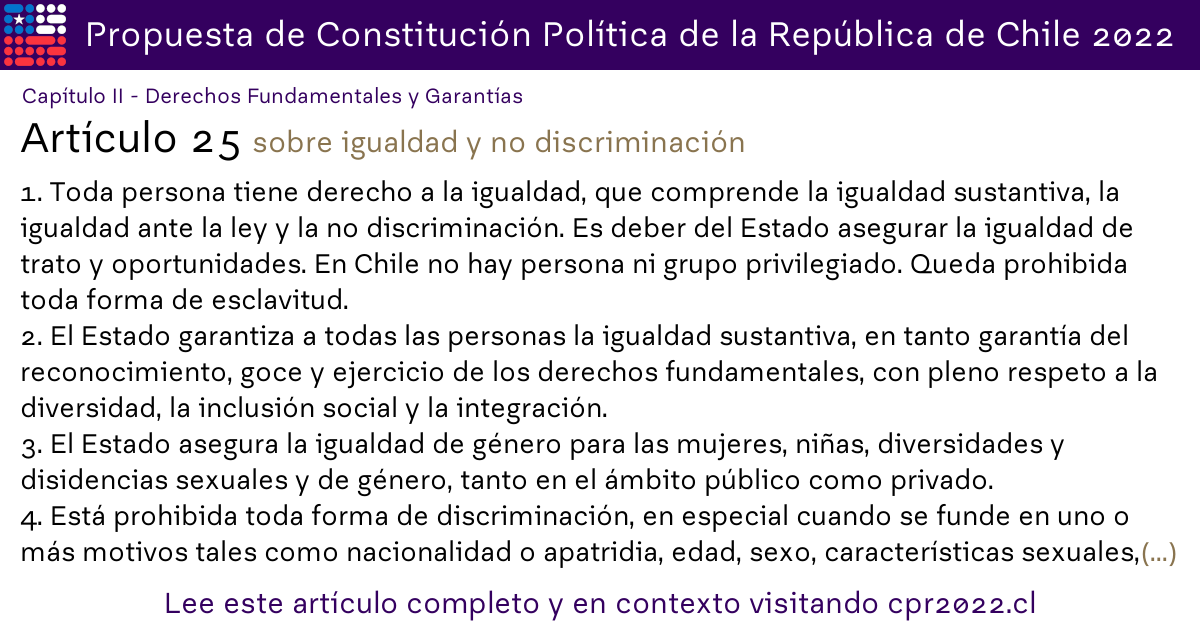 Propuesta de Constitución Política de la República de Chile 2022
Capítulo II - Derechos Fundamentales y Garantías
Artículo 25 sobre igualdad y no discriminación
1. Toda persona tiene derecho a la igualdad, que comprende la igualdad sustantiva, la
igualdad ante la ley y la no discriminación. Es deber del Estado asegurar la igualdad de
trato y oportunidades. En Chile no hay persona ni grupo privilegiado. Queda prohibida
toda forma de esclavitud.
2. El Estado garantiza a todas las personas la igualdad sustantiva, en tanto garantía del
reconocimiento, goce y ejercicio de los derechos fundamentales, con pleno respeto a la
diversidad, la inclusión social y la integración.
3. El Estado asegura la igualdad de género para las mujeres, niñas, diversidades y
disidencias sexuales y de género, tanto en el ámbito público como privado.
4. Está prohibida toda forma de discriminación, en especial cuando se funde en uno o
más motivos tales como nacionalidad o apatridia, edad, sexo, características sexuales,(...)
Lee este artículo completo y en contexto visitando cpr2022.cl